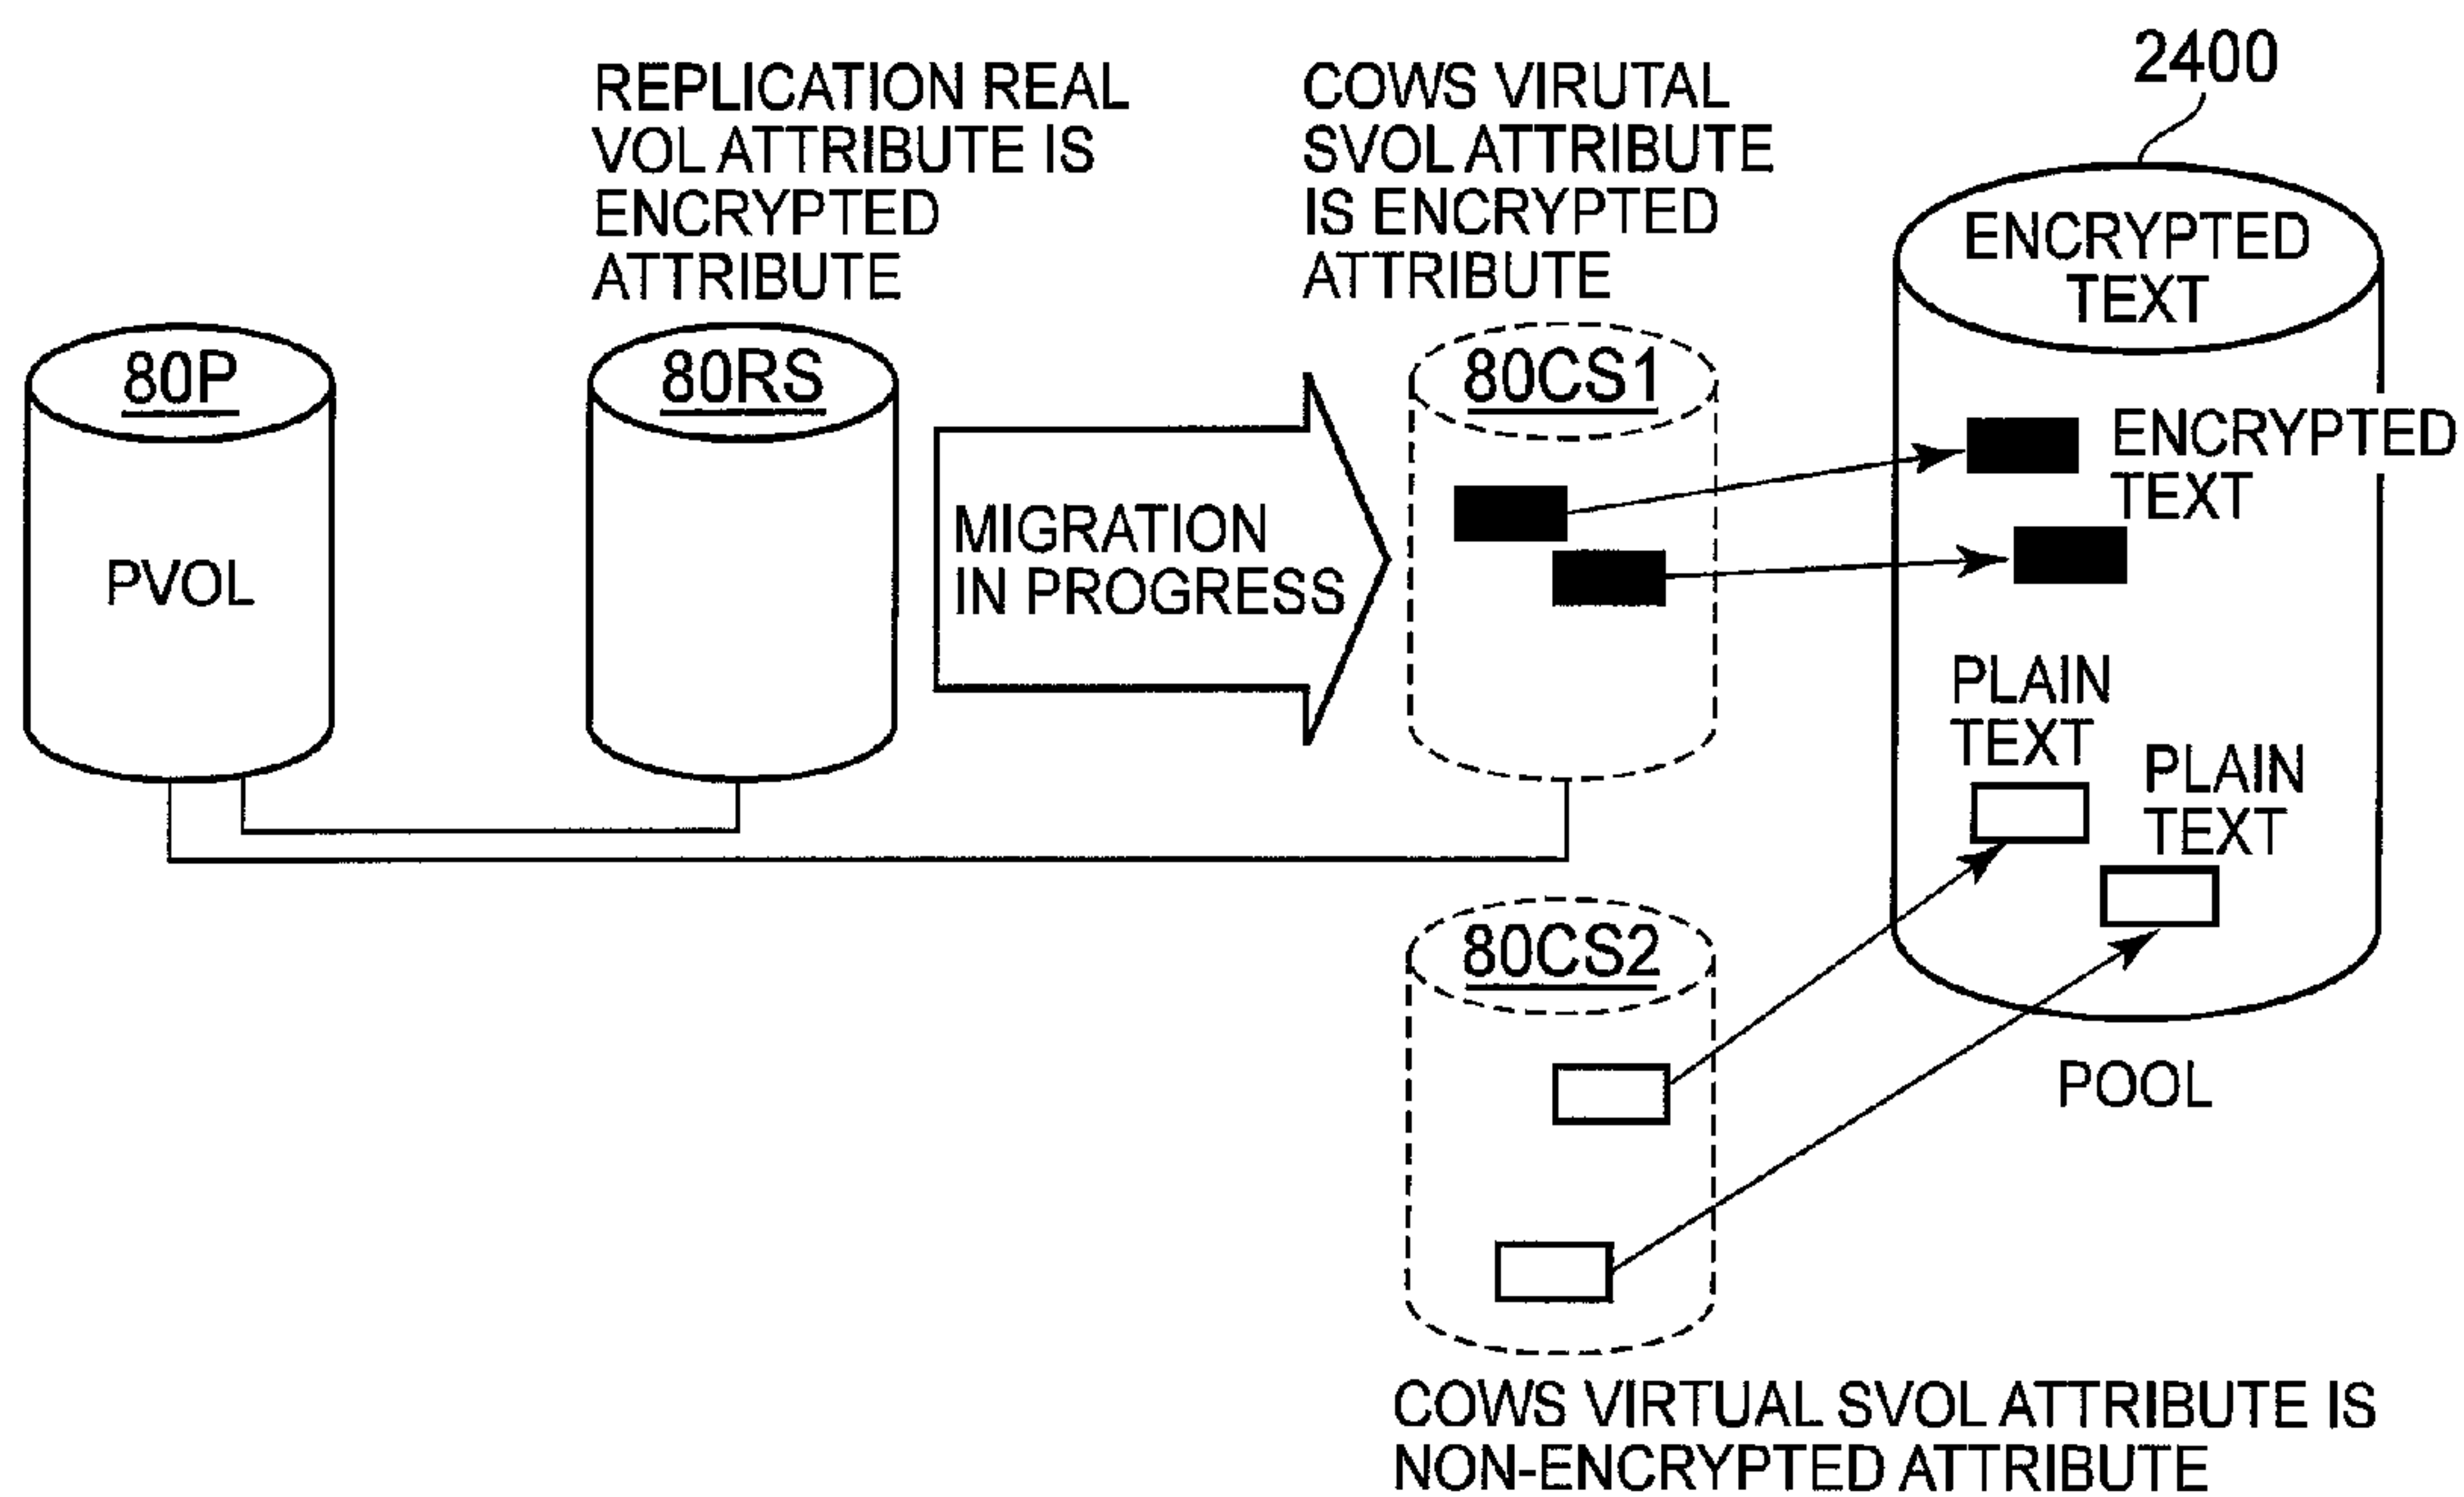 2400
REPLICATION REAL
VOL ATTRIBUTE IS
ENCRYPTED
ATTRIBUTE
COWS VIRUTAL
SVOL ATTRIBUTE
IS ENCRYPTED
ATTRIBUTE
ENCRYPTED
TEXT
80P
80RS
80CS1
PVOL
MIGRATION
IN PROGRESS
ENCRYPTED
TEXT
PLAIN
TEXT
PLAIN
TEXT
80CS2
POOL
COWS VIRTUAL SVOL ATTRIBUTE IS
NON-ENCRYPTED ATTRIBUTE